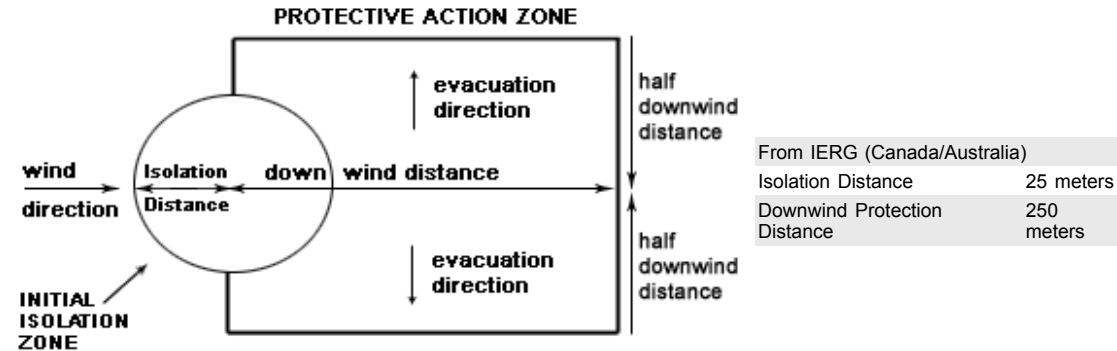 PROTECTIVE ACTION ZONE
evacuation
direction
half
downwind
distance
wind
direction
Isolation
Distance
down wind distance
evacuation
direction
half
downwind
distance
INITIAL
ISOLATION
ZONE
From IERG (Canada/Australia)
Isolation Distance 25 meters
Downwind Protection 250
Distance meters